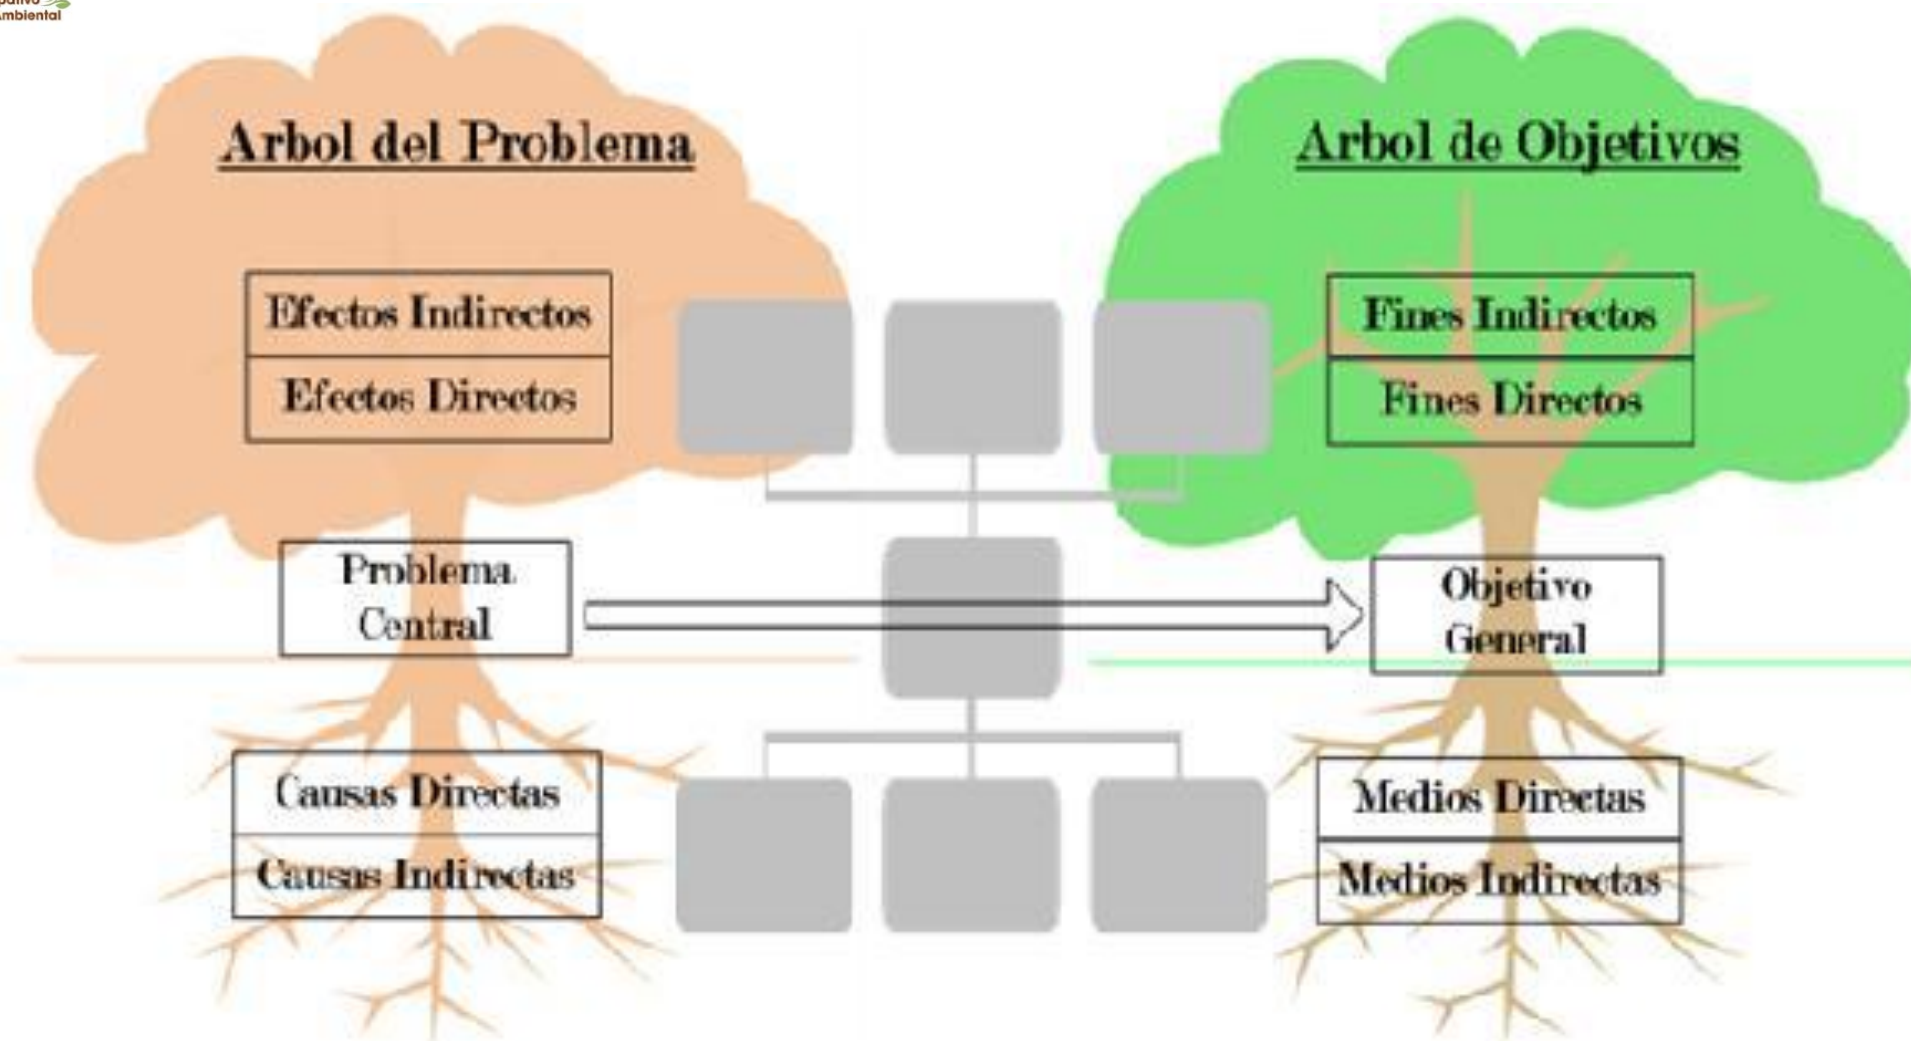 Ambiental
Arbol del Problema
Efectos Indirectos
Efectos Directos
Problema
Central
Causas Directas
Causas Indirectas
Arbol de Objetivos
Fines Indirectos
Fines Directos
Objetivo
General
Medios Directas
Medios Indirectas